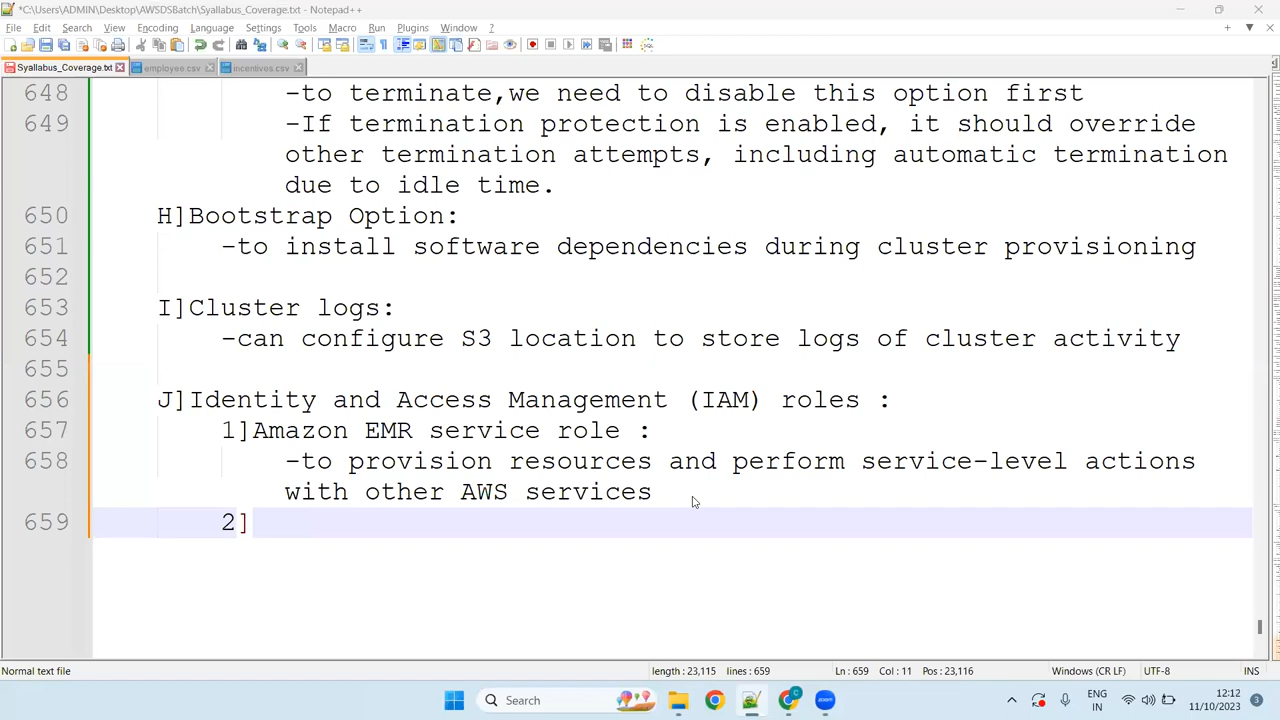 *C:\Users\ADMIN\Desktop\AWSDSBatch\Syallabus_Coverage.txt - Notepad++
File Edit Search View Encoding Language Settings Tools Macro Run Plugins Window ?
Syallabus_Coverage.txt employee.csv incentives.csv
648 -to terminate,we need to disable this option first
649 -If termination protection is enabled, it should override
other termination attempts, including automatic termination
due to idle time.
650 H]Bootstrap Option:
651 -to install software dependencies during cluster provisioning
652
653 I]Cluster logs:
654 -can configure S3 location to store logs of cluster activity
655
656 J]Identity and Access Management (IAM) roles :
657 1]Amazon EMR service role :
658 -to provision resources and perform service-level actions
with other AWS services
659 2]
Normal text file length : 23,115 lines : 659 Ln : 659 Col : 11 Pos : 23,116 Windows (CR LF) UTF-8 INS
Search ENG IN 12:12 11/10/2023 3